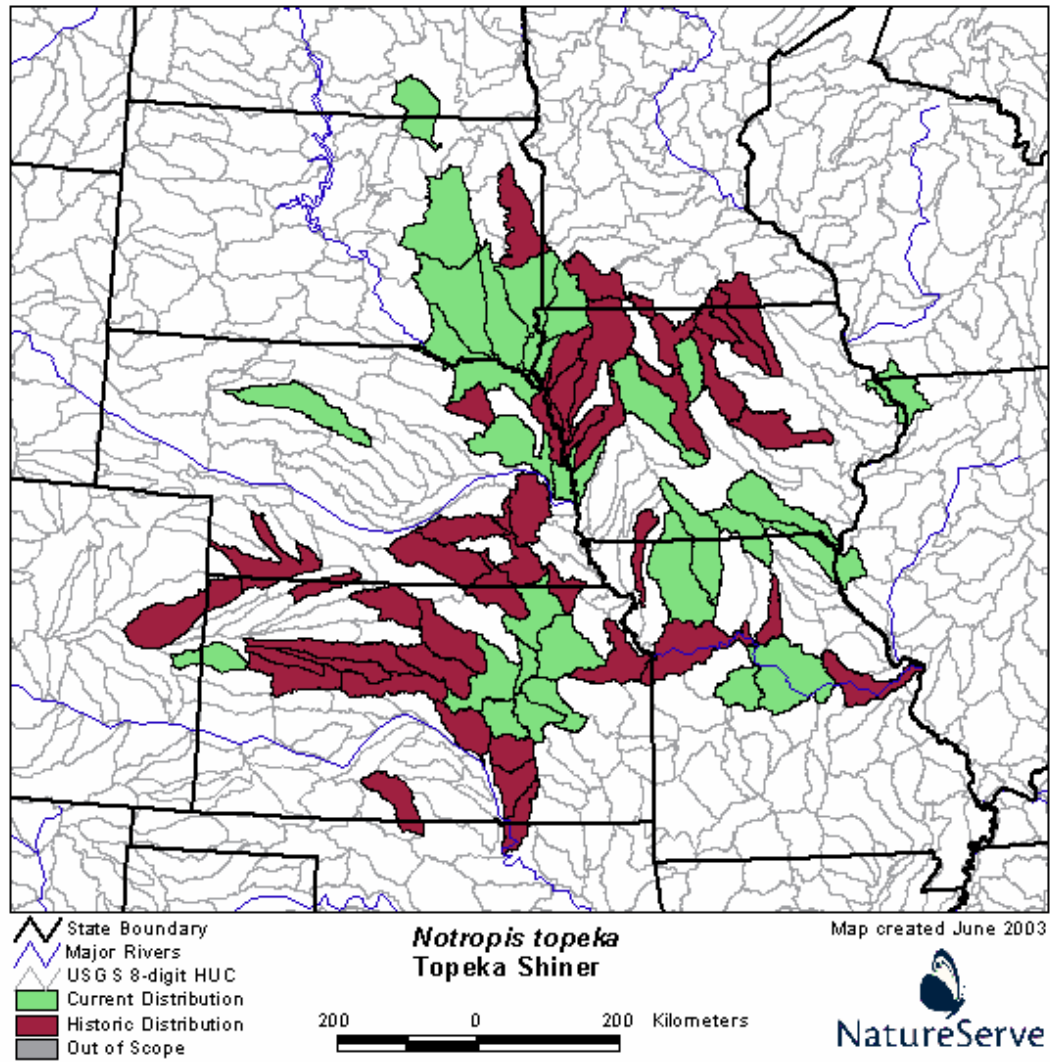 State Boundary
Major Rivers
USGS 8-digit HUC
Current Distribution
Historic Distribution
Out of Scope
Notropis topeka
Topeka Shiner
200 0 200 Kilometers
Map created June 2003
NatureServe